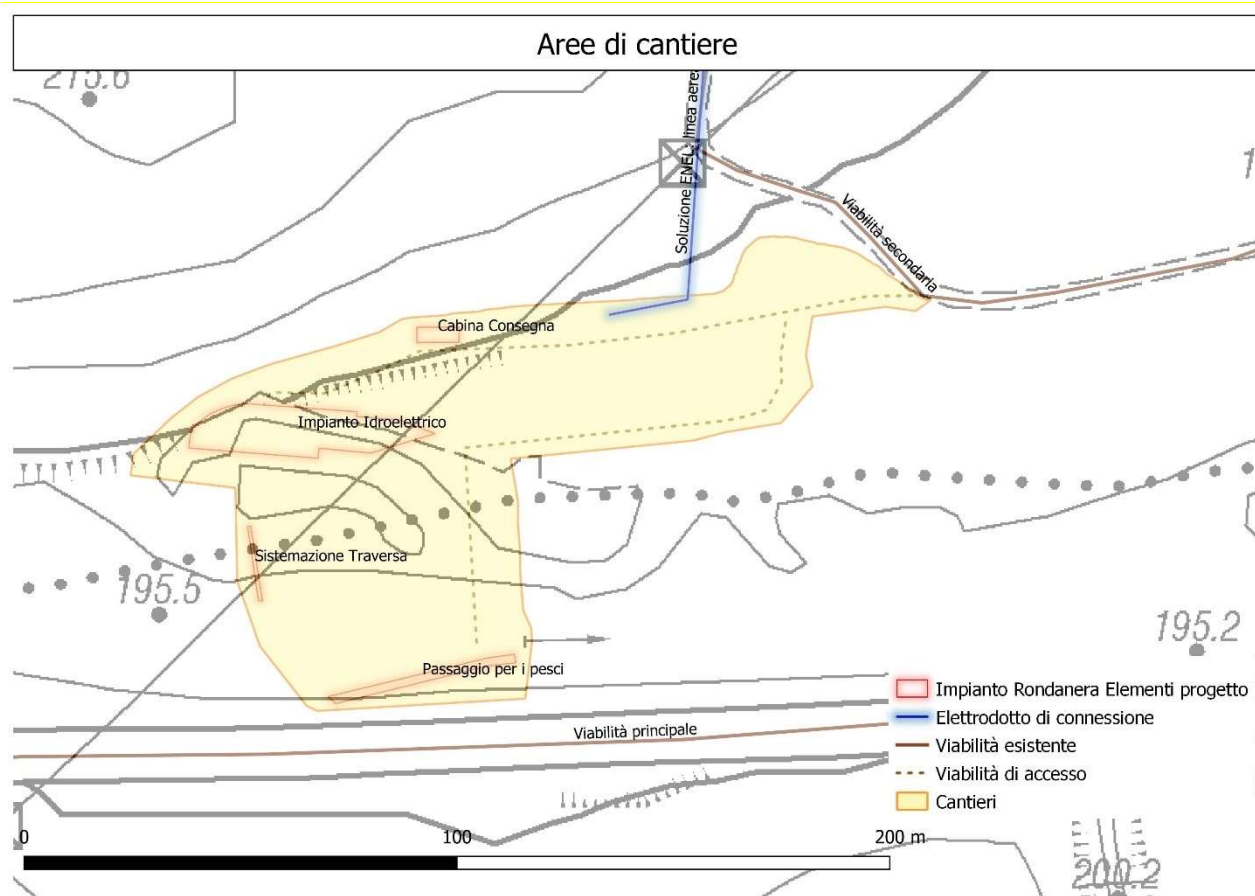 Aree di cantiere
215.6
Soluzione ENEL: linea aerea
Viabilità secondaria
Cabina Consegna
Impianto Idroelettrico
Sistemazione Traversa
195.5
195.2
Passaggio per i pesci
Viabilità principale
Impianto Rondanera Elementi progetto
Elettrodotto di connessione
Viabilità esistente
Viabilità di accesso
Cantieri
0 100 200 m
200.2